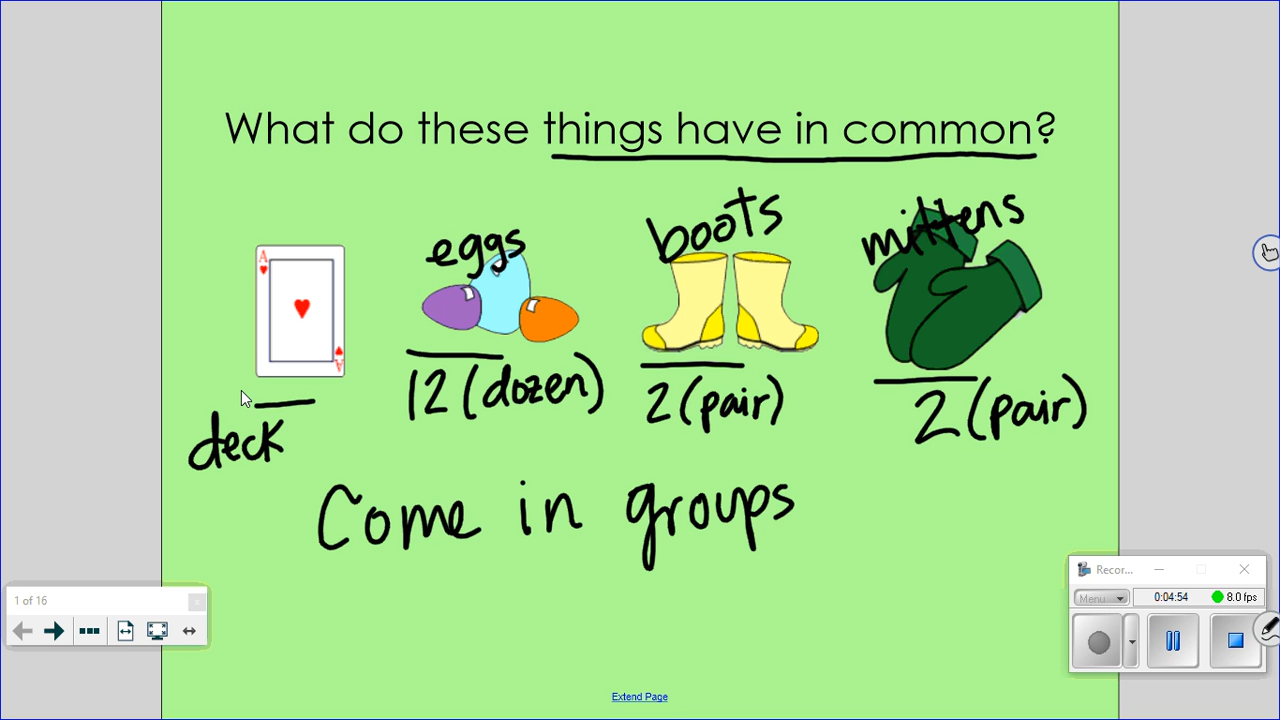 What do these things have in common?
eggs
boots
mittens
A
A
deck
12 (dozen)
2 (pair)
2 (pair)
Come in groups
1 of 16
x
Recor...
Menu
0:04:54
8.0 fps
Extend Page